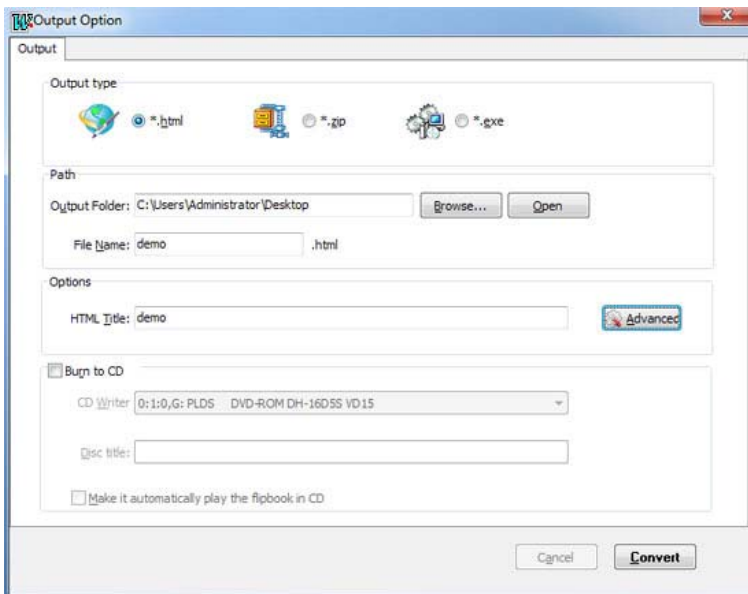 Output Option
Output
Output type
*.html
*.zip
*.exe
Path
Output Folder: C:\Users\Administrator\Desktop Browse... Open
File Name: demo .html
Options
HTML Title: demo Advanced
Burn to CD
CD Writer 0:1:0,G: PLDS DVD-ROM DH-16D5S VD15
Disc title:
Make it automatically play the flipbook in CD
Cancel Convert